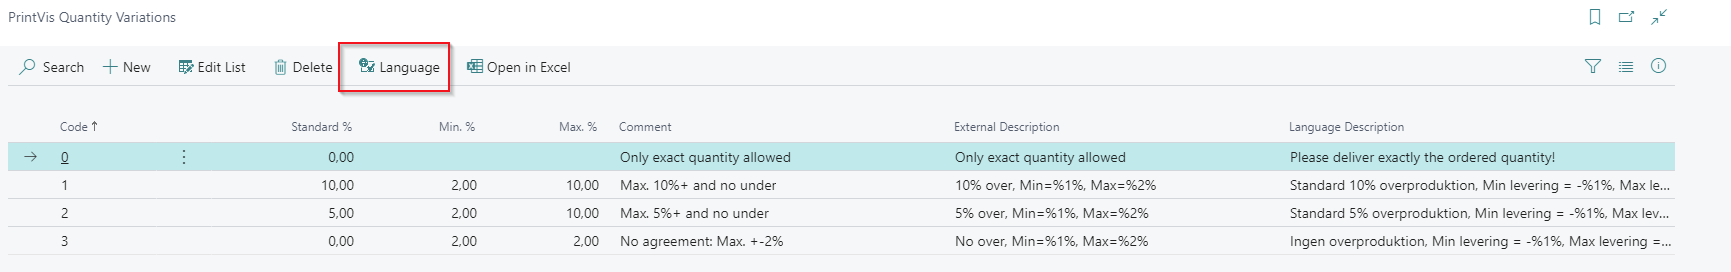 PrintVis Quantity Variations
Search New Edit List Delete Language Open in Excel
Code Standard % Min. % Max. % Comment External Description Language Description
0 0,00 Only exact quantity allowed Only exact quantity allowed Please deliver exactly the ordered quantity!
1 10,00 2,00 10,00 Max. 10%+ and no under 10% over, Min=%1%, Max=%2% Standard 10% overproduktion, Min levering = -%1%, Max le...
2 5,00 2,00 10,00 Max. 5%+ and no under 5% over, Min=%1%, Max=%2% Standard 5% overproduktion, Min levering = -%1%, Max lev...
3 0,00 2,00 2,00 No agreement: Max. +-2% No over, Min=%1%, Max=%2% Ingen overproduktion, Min levering = -%1%, Max levering =...